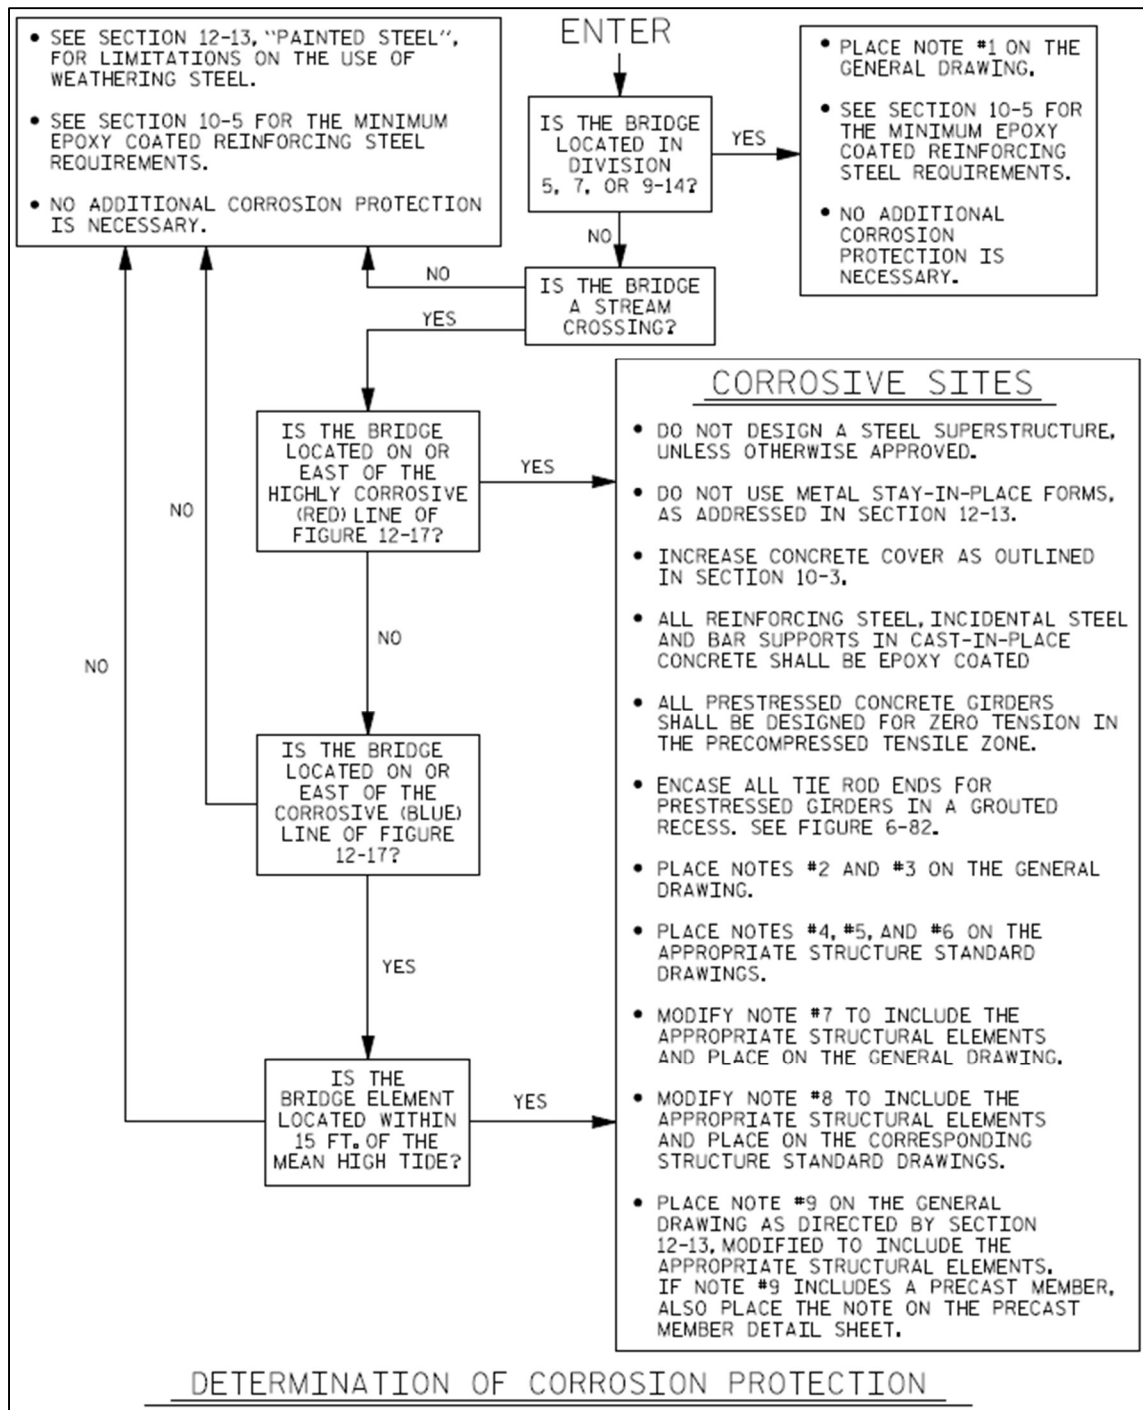 • SEE SECTION 12-13, "PAINTED STEEL",
FOR LIMITATIONS ON THE USE OF
WEATHERING STEEL.
• SEE SECTION 10-5 FOR THE MINIMUM
EPOXY COATED REINFORCING STEEL
REQUIREMENTS.
• NO ADDITIONAL CORROSION PROTECTION
IS NECESSARY.
ENTER
IS THE BRIDGE
LOCATED IN
DIVISION
5, 7, OR 9-14?
YES
• PLACE NOTE #1 ON THE
GENERAL DRAWING.
• SEE SECTION 10-5 FOR
THE MINIMUM EPOXY
COATED REINFORCING
STEEL REQUIREMENTS.
• NO ADDITIONAL
CORROSION
PROTECTION IS
NECESSARY.
NO
IS THE BRIDGE
A STREAM
CROSSING?
NO
YES
IS THE BRIDGE
LOCATED ON OR
EAST OF THE
HIGHLY CORROSIVE
(RED) LINE OF
FIGURE 12-17?
YES
NO
NO
NO
IS THE BRIDGE
LOCATED ON OR
EAST OF THE
CORROSIVE (BLUE)
LINE OF FIGURE
12-17?
YES
IS THE
BRIDGE ELEMENT
LOCATED WITHIN
15 FT. OF THE
MEAN HIGH TIDE?
YES
CORROSIVE SITES
• DO NOT DESIGN A STEEL SUPERSTRUCTURE,
UNLESS OTHERWISE APPROVED.
• DO NOT USE METAL STAY-IN-PLACE FORMS,
AS ADDRESSED IN SECTION 12-13.
• INCREASE CONCRETE COVER AS OUTLINED
IN SECTION 10-3.
• ALL REINFORCING STEEL, INCIDENTAL STEEL
AND BAR SUPPORTS IN CAST-IN-PLACE
CONCRETE SHALL BE EPOXY COATED
• ALL PRESTRESSED CONCRETE GIRDERS
SHALL BE DESIGNED FOR ZERO TENSION IN
THE PRECOMPRESSED TENSILE ZONE.
• ENCASE ALL TIE ROD ENDS FOR
PRESTRESSED GIRDERS IN A GROUTED
RECESS. SEE FIGURE 6-82.
• PLACE NOTES #2 AND #3 ON THE GENERAL
DRAWING.
• PLACE NOTES #4, #5, AND #6 ON THE
APPROPRIATE STRUCTURE STANDARD
DRAWINGS.
• MODIFY NOTE #7 TO INCLUDE THE
APPROPRIATE STRUCTURAL ELEMENTS
AND PLACE ON THE GENERAL DRAWING.
• MODIFY NOTE #8 TO INCLUDE THE
APPROPRIATE STRUCTURAL ELEMENTS
AND PLACE ON THE CORRESPONDING
STRUCTURE STANDARD DRAWINGS.
• PLACE NOTE #9 ON THE GENERAL
DRAWING AS DIRECTED BY SECTION
12-13, MODIFIED TO INCLUDE THE
APPROPRIATE STRUCTURAL ELEMENTS.
IF NOTE #9 INCLUDES A PRECAST MEMBER,
ALSO PLACE THE NOTE ON THE PRECAST
MEMBER DETAIL SHEET.
DETERMINATION OF CORROSION PROTECTION